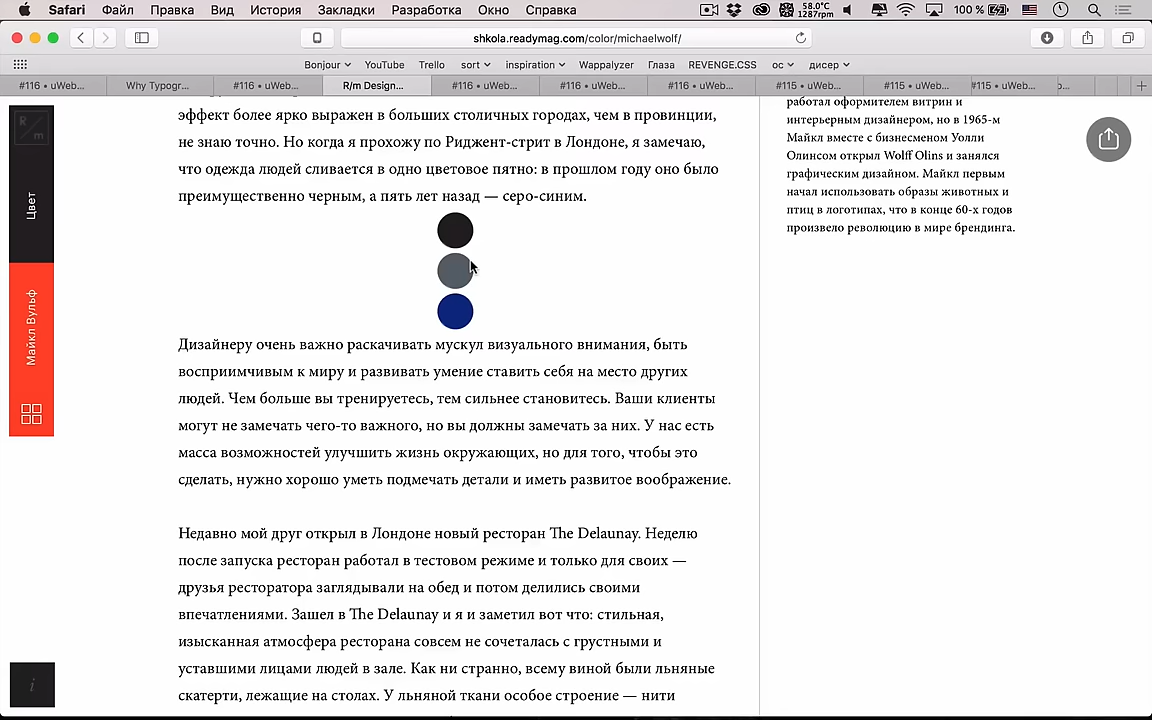 Safari Файл Правка Вид История Закладки Разработка Окно Справка 58.0°C 1287rpm 100 %
shkola.readymag.com/color/michaelwolf/
Bonjour YouTube Trello sort inspiration Wappalyzer Глаза REVENGE.CSS ос дисер
#116 • uWeb... Why Typogr... #116 • uWeb... R/m Design... #116 • uWeb... #116 • uWeb... #116 • uWeb... #115 • uWeb... #115 • uWeb... #115 • uWeb...
R/m
Цвет
Майкл Вульф
i
эффект более ярко выражен в больших столичных городах, чем в провинции,
не знаю точно. Но когда я прохожу по Риджент-стрит в Лондоне, я замечаю,
что одежда людей сливается в одно цветовое пятно: в прошлом году оно было
преимущественно черным, а пять лет назад — серо-синим.
Дизайнеру очень важно раскачивать мускул визуального внимания, быть
восприимчивым к миру и развивать умение ставить себя на место других
людей. Чем больше вы тренируетесь, тем сильнее становитесь. Ваши клиенты
могут не замечать чего-то важного, но вы должны замечать за них. У нас есть
масса возможностей улучшить жизнь окружающих, но для того, чтобы это
сделать, нужно хорошо уметь подмечать детали и иметь развитое воображение.
Недавно мой друг открыл в Лондоне новый ресторан The Delaunay. Неделю
после запуска ресторан работал в тестовом режиме и только для своих —
друзья ресторатора заглядывали на обед и потом делились своими
впечатлениями. Зашел в The Delaunay и я и заметил вот что: стильная,
изысканная атмосфера ресторана совсем не сочеталась с грустными и
уставшими лицами людей в зале. Как ни странно, всему виной были льняные
скатерти, лежащие на столах. У льняной ткани особое строение — нити
работал оформителем витрин и
интерьерным дизайнером, но в 1965-м
Майкл вместе с бизнесменом Уолли
Олинсом открыл Wolff Olins и занялся
графическим дизайном. Майкл первым
начал использовать образы животных и
птиц в логотипах, что в конце 60-х годов
произвело революцию в мире брендинга.